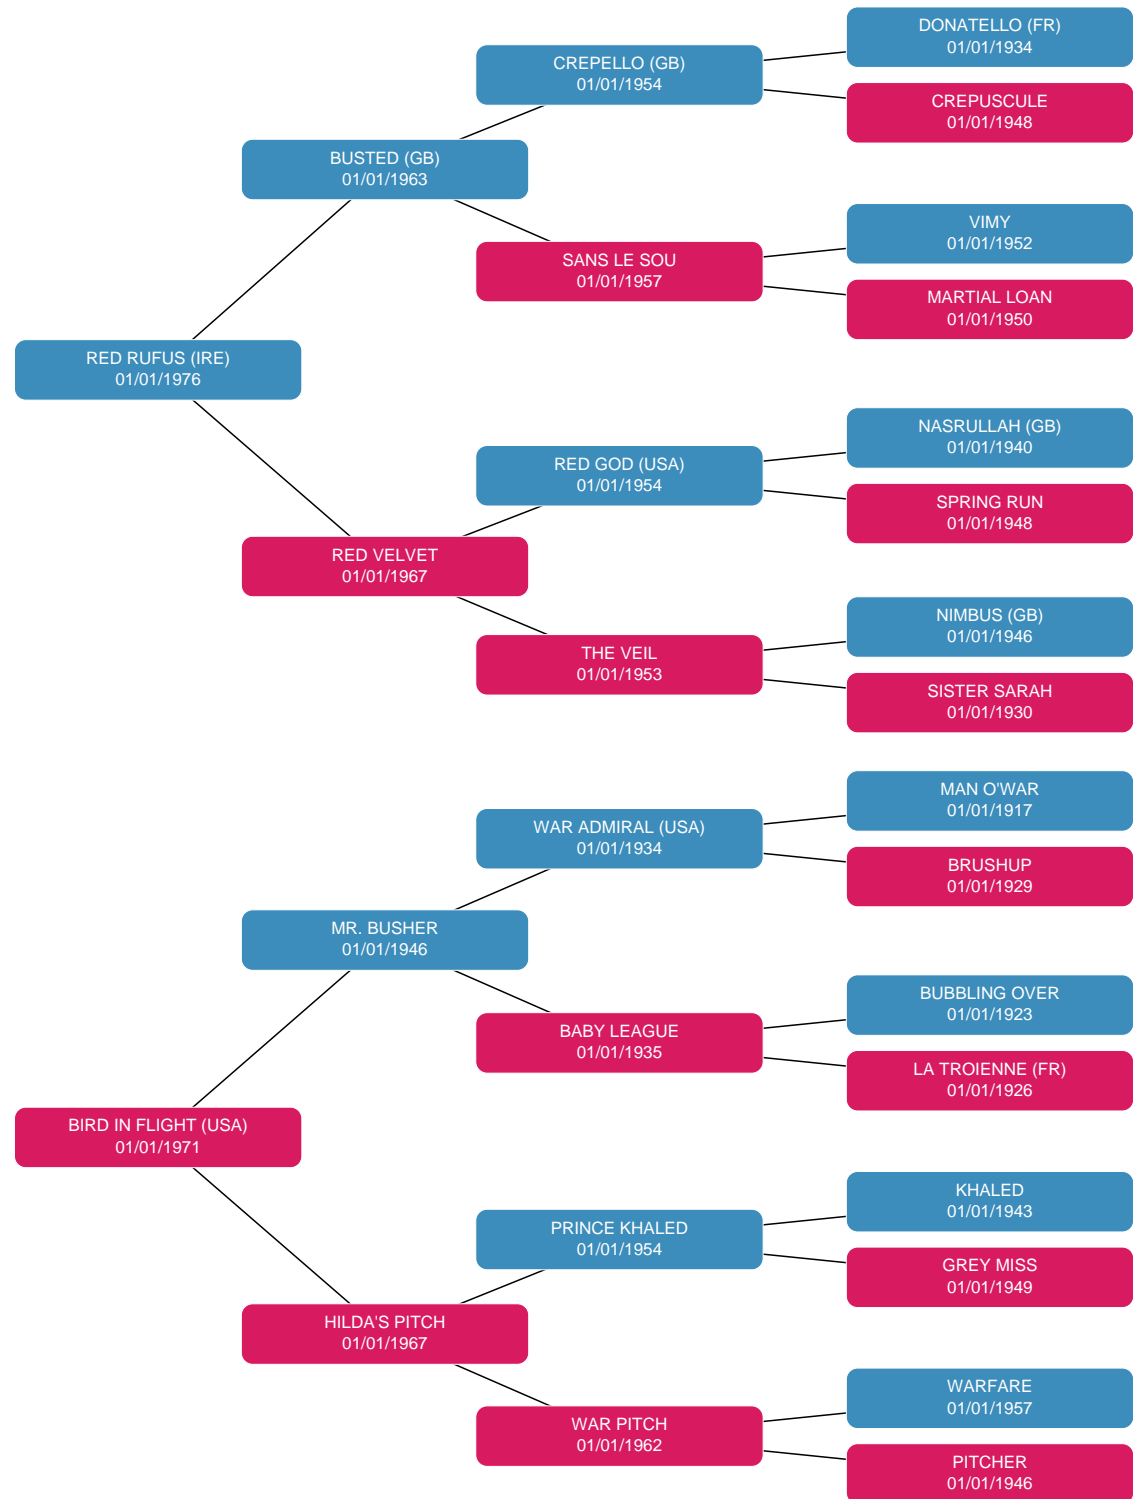 DONATELLO (FR)
01/01/1934
CREPELLO (GB)
01/01/1954
CREPUSCULE
01/01/1948
BUSTED (GB)
01/01/1963
VIMY
01/01/1952
SANS LE SOU
01/01/1957
MARTIAL LOAN
01/01/1950
RED RUFUS (IRE)
01/01/1976
NASRULLAH (GB)
01/01/1940
RED GOD (USA)
01/01/1954
SPRING RUN
01/01/1948
RED VELVET
01/01/1967
NIMBUS (GB)
01/01/1946
THE VEIL
01/01/1953
SISTER SARAH
01/01/1930
MAN O'WAR
01/01/1917
WAR ADMIRAL (USA)
01/01/1934
BRUSHUP
01/01/1929
MR. BUSHER
01/01/1946
BUBBLING OVER
01/01/1923
BABY LEAGUE
01/01/1935
LA TROIENNE (FR)
01/01/1926
BIRD IN FLIGHT (USA)
01/01/1971
KHALED
01/01/1943
PRINCE KHALED
01/01/1954
GREY MISS
01/01/1949
HILDA'S PITCH
01/01/1967
WARFARE
01/01/1957
WAR PITCH
01/01/1962
PITCHER
01/01/1946